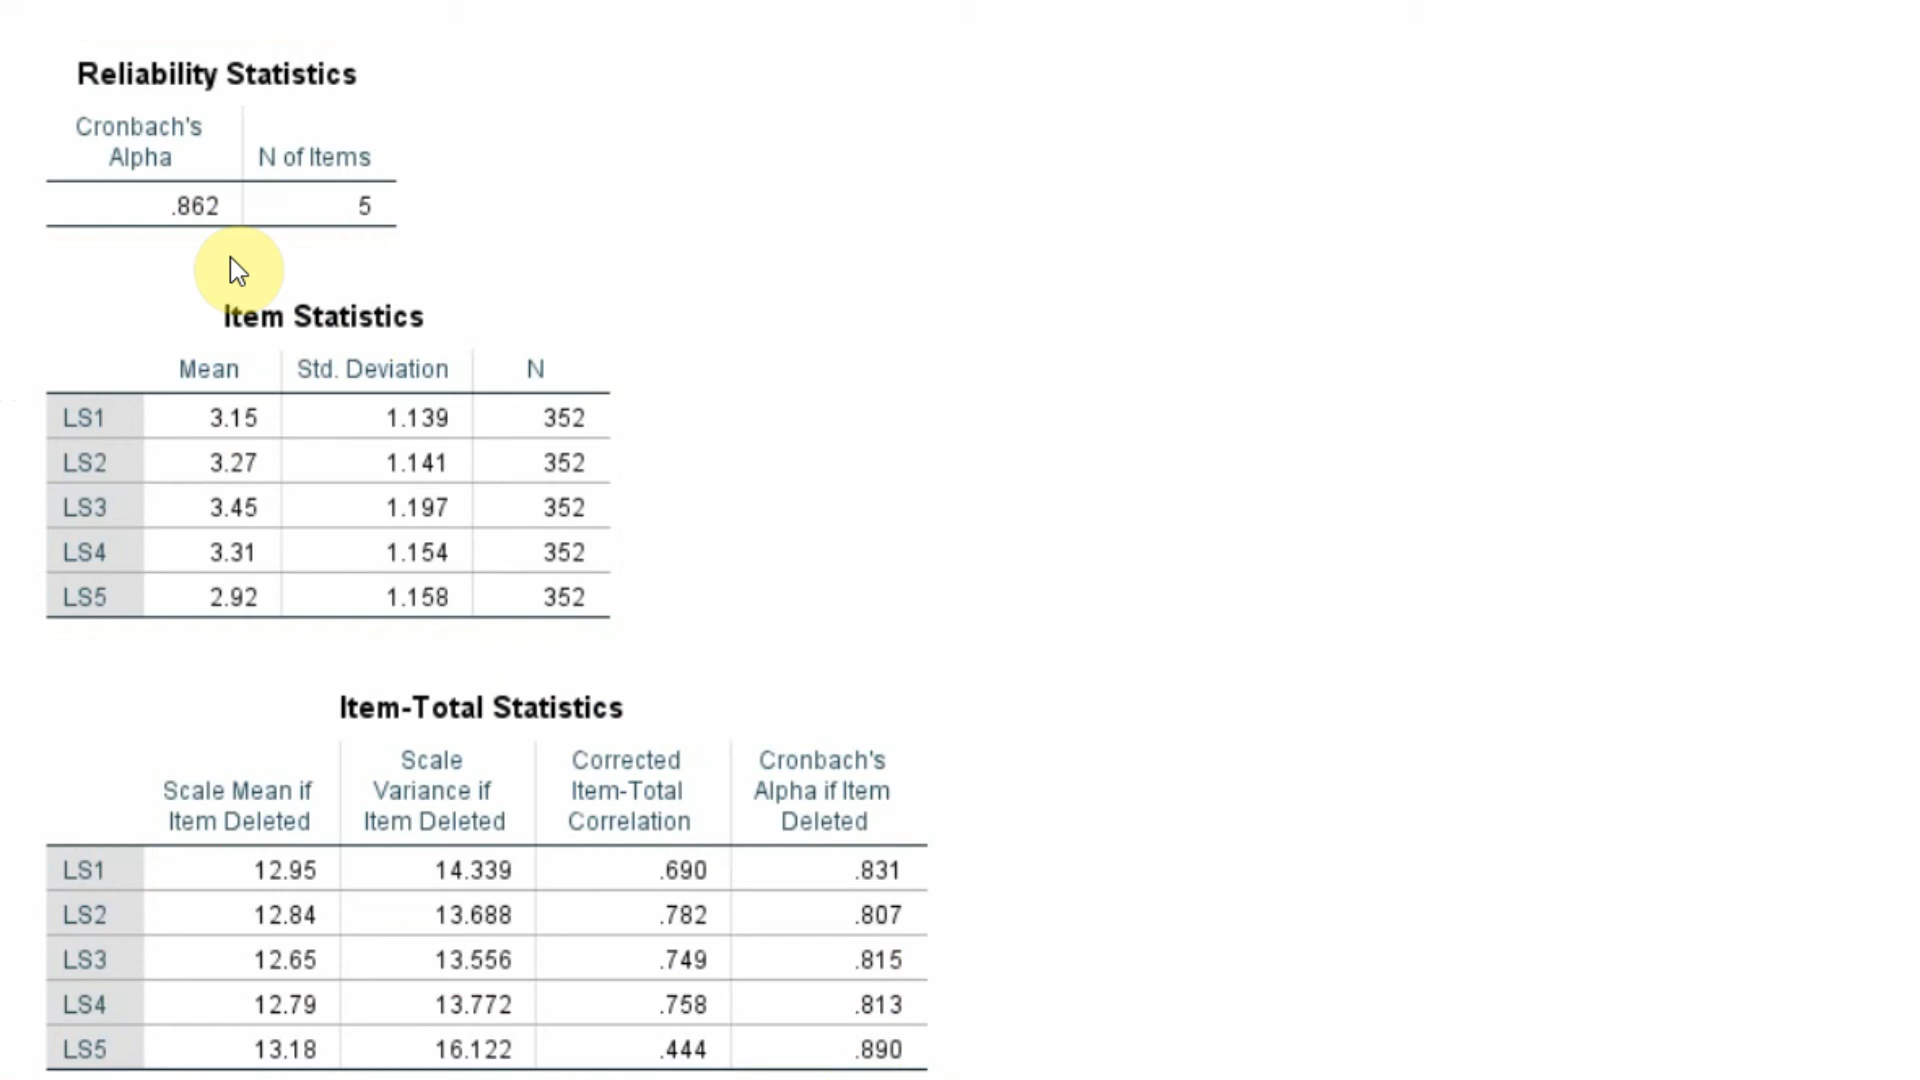 Reliability Statistics
Cronbach's
Alpha N of Items
.862 5
Item Statistics
Mean Std. Deviation N
LS1 3.15 1.139 352
LS2 3.27 1.141 352
LS3 3.45 1.197 352
LS4 3.31 1.154 352
LS5 2.92 1.158 352
Item-Total Statistics
Scale Mean if
Item Deleted
Scale
Variance if
Item Deleted
Corrected
Item-Total
Correlation
Cronbach's
Alpha if Item
Deleted
LS1 12.95 14.339 .690 .831
LS2 12.84 13.688 .782 .807
LS3 12.65 13.556 .749 .815
LS4 12.79 13.772 .758 .813
LS5 13.18 16.122 .444 .890